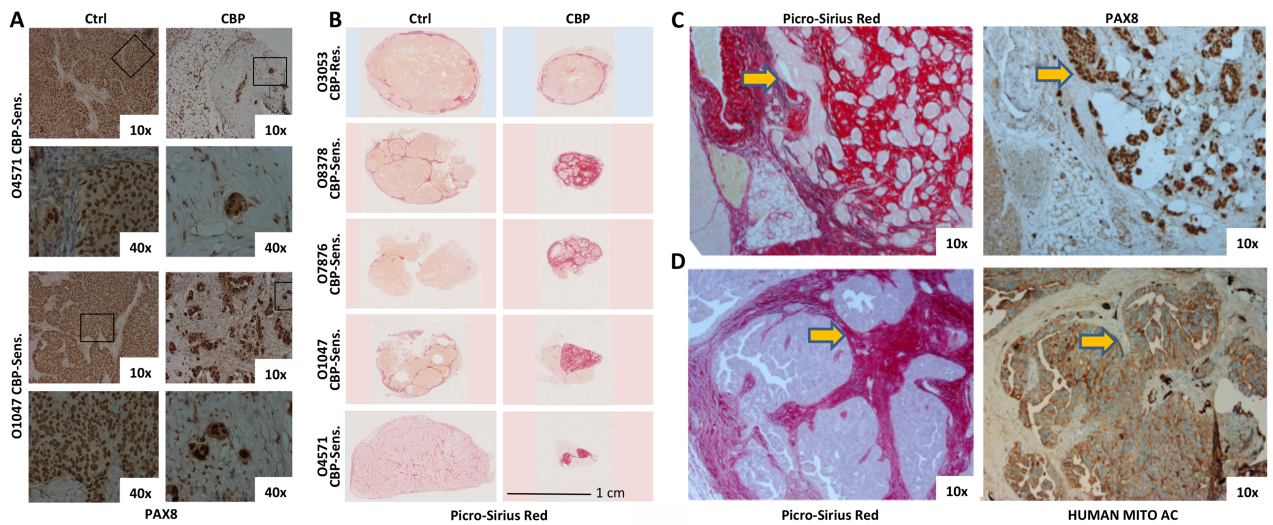 A
Ctrl
CBP
O4571 CBP-Sens.
10x
10x
40x
40x
O1047 CBP-Sens.
10x
10x
40x
40x
PAX8
B
Ctrl
CBP
O3053
CBP-Res.
O8378
CBP-Sens.
O7876
CBP-Sens.
O1047
CBP-Sens.
O4571
CBP-Sens.
1 cm
Picro-Sirius Red
C
Picro-Sirius Red
PAX8
10x
10x
D
10x
10x
Picro-Sirius Red
HUMAN MITO AC